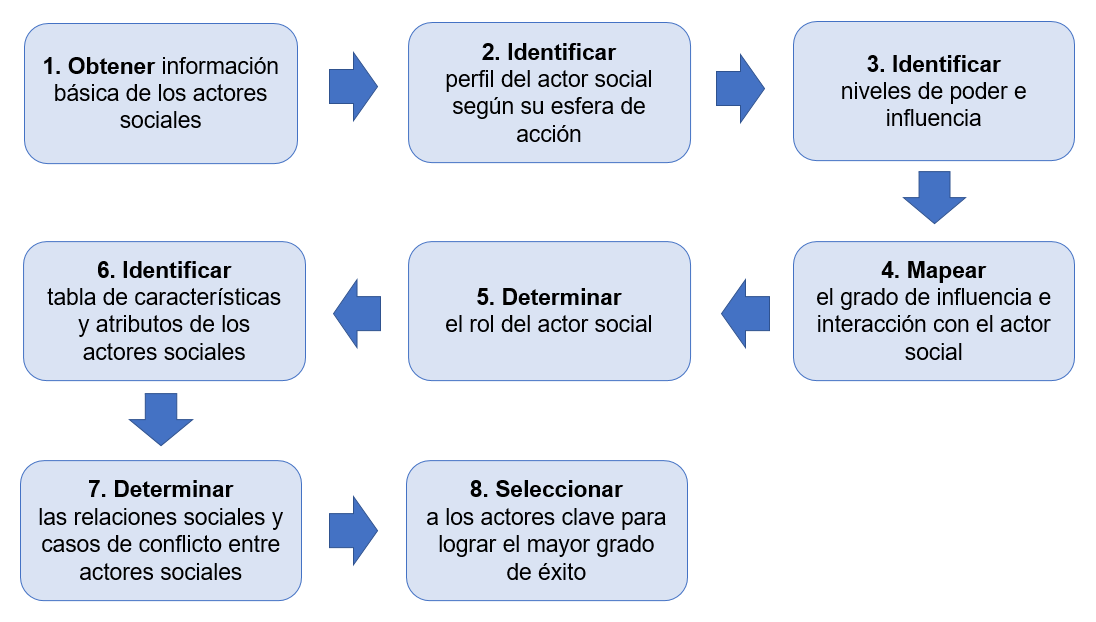 1. Obtener información
básica de los actores
sociales
2. Identificar
perfil del actor social
según su esfera de
acción
3. Identificar
niveles de poder e
influencia
4. Mapear
el grado de influencia e
interacción con el actor
social
5. Determinar
el rol del actor social
6. Identificar
tabla de características
y atributos de los
actores sociales
7. Determinar
las relaciones sociales y
casos de conflicto entre
actores sociales
8. Seleccionar
a los actores clave para
lograr el mayor grado
de éxito